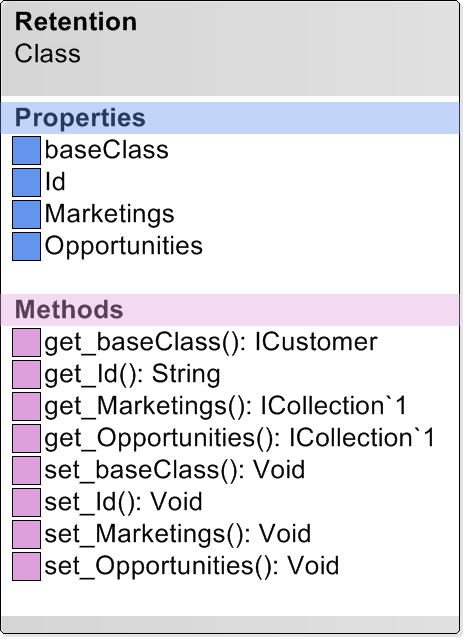 Retention
Class
Properties
baseClass
Id
Marketings
Opportunities
Methods
get_baseClass(): ICustomer
get_Id(): String
get_Marketings(): ICollection`1
get_Opportunities(): ICollection`1
set_baseClass(): Void
set_Id(): Void
set_Marketings(): Void
set_Opportunities(): Void